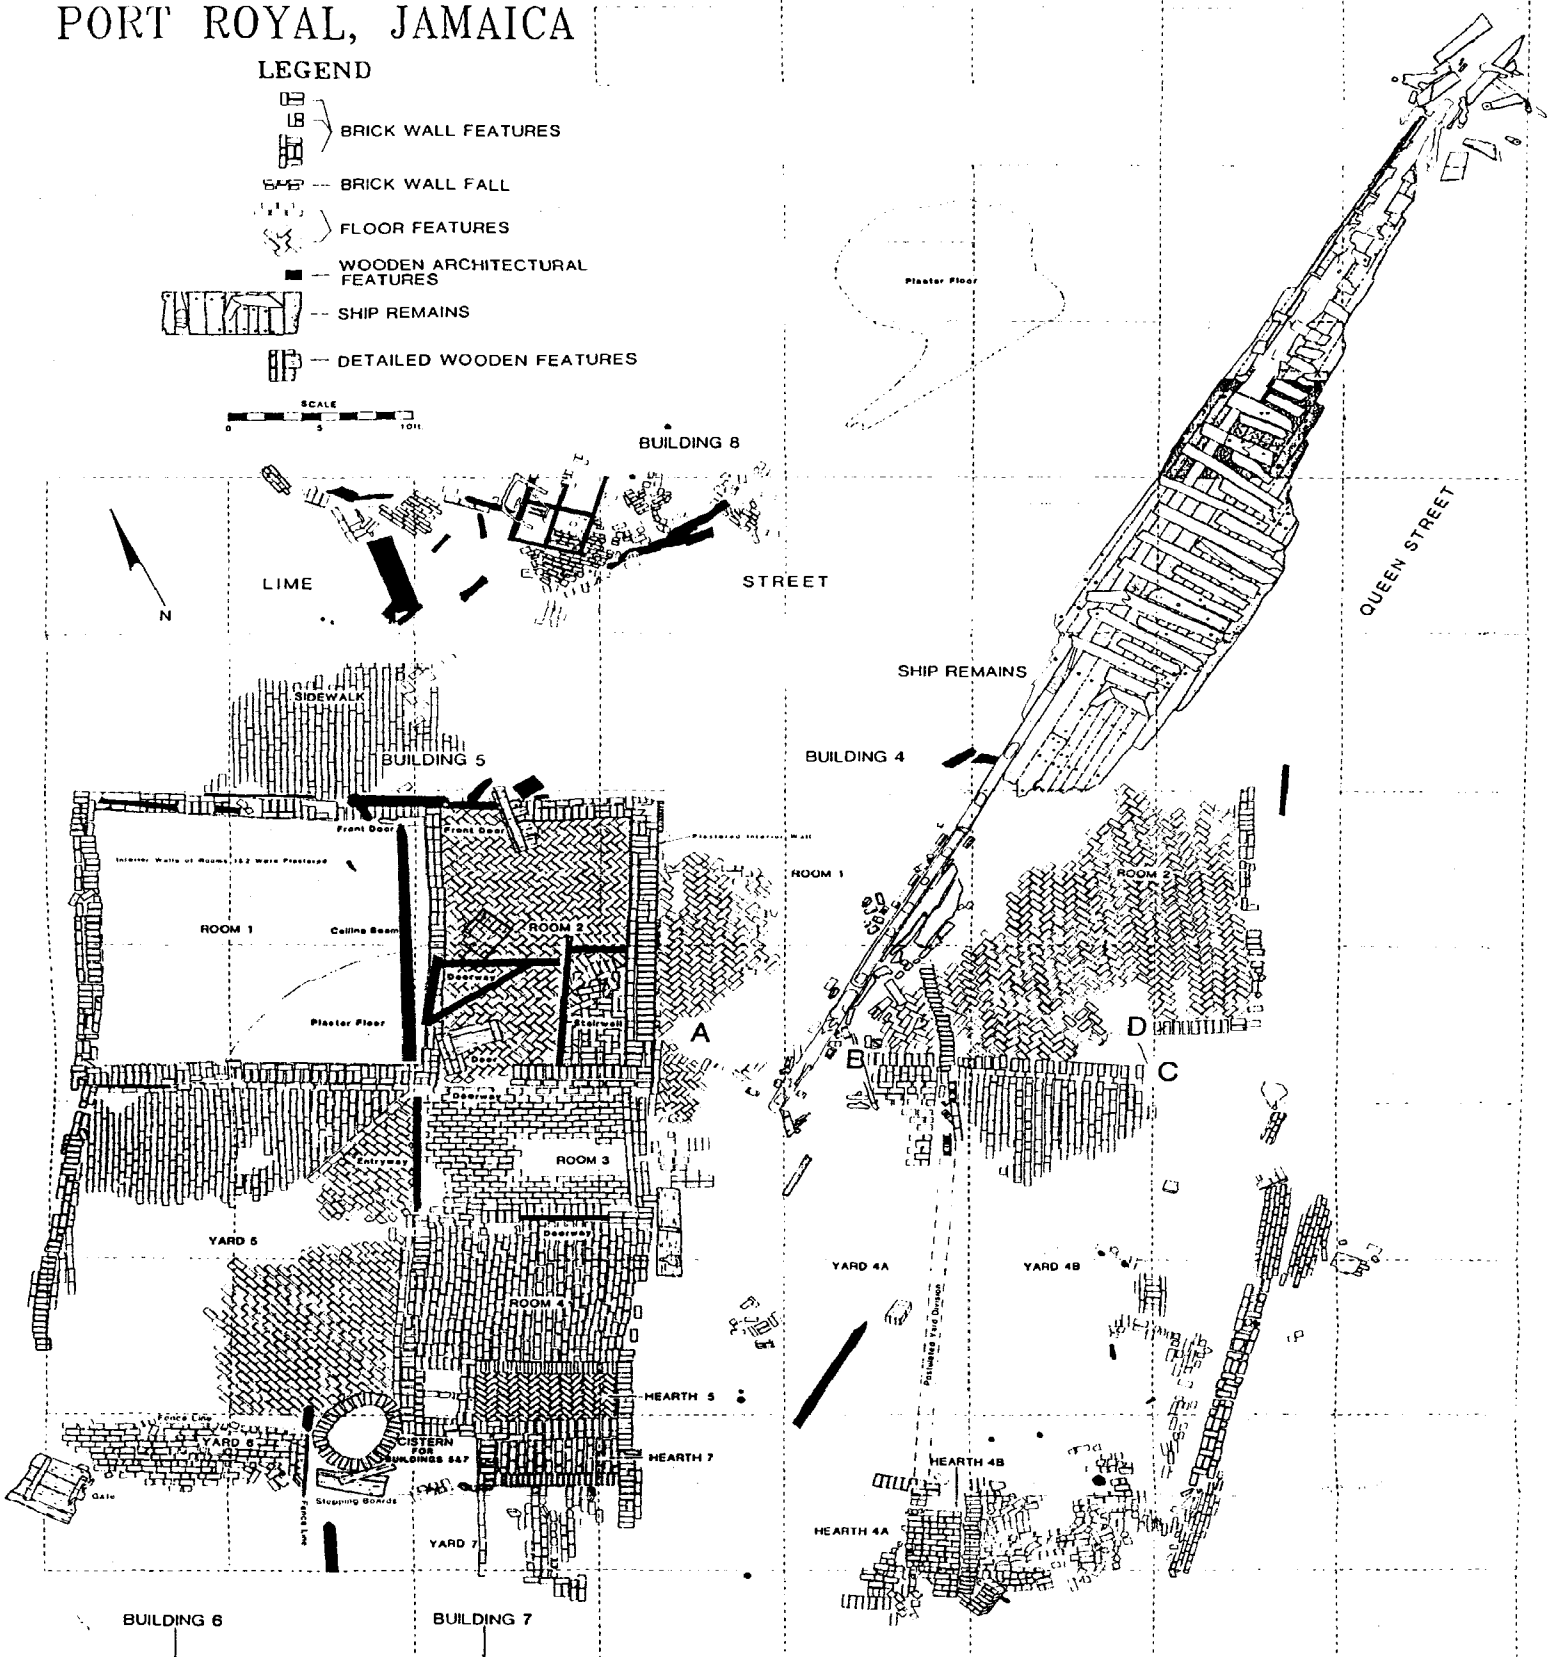 PORT ROYAL, JAMAICA
LEGEND
BRICK WALL FEATURES
BRICK WALL FALL
FLOOR FEATURES
WOODEN ARCHITECTURAL
FEATURES
SHIP REMAINS
DETAILED WOODEN FEATURES
SCALE
0 5 10ft.
Plaster Floor
BUILDING 8
N
LIME STREET
QUEEN STREET
SHIP REMAINS
SIDEWALK
BUILDING 5
BUILDING 4
Front Door
Front Door
Plastered Interior Wall
Interior Walls of Rooms 1&2 Were Plastered
ROOM 1
ROOM 2
ROOM 1
Ceiling Beam
ROOM 2
Doorway
Plaster Floor
Stairwell
A
D
B
Door
C
Doorway
Entryway
ROOM 3
YARD 5
Doorway
YARD 4A
YARD 4B
ROOM 4
Postulated Yard Division
HEARTH 5
Fence Line
YARD 6
CISTERN
FOR
BUILDINGS 5&7
HEARTH 7
HEARTH 4B
Gate
Stepping Boards
Fence Line
HEARTH 4A
YARD 7
BUILDING 6
BUILDING 7